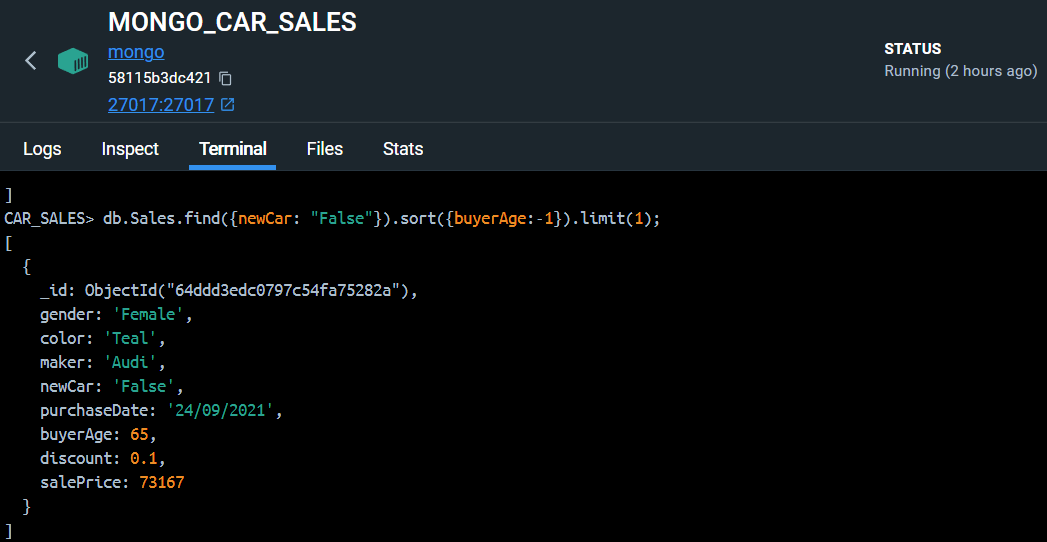 MONGO_CAR_SALES
mongo
58115b3dc421
27017:27017
STATUS
Running (2 hours ago)
Logs Inspect Terminal Files Stats
]
CAR_SALES> db.Sales.find({newCar: "False"}).sort({buyerAge:-1}).limit(1);
[
  {
    _id: ObjectId("64ddd3edc0797c54fa75282a"),
    gender: 'Female',
    color: 'Teal',
    maker: 'Audi',
    newCar: 'False',
    purchaseDate: '24/09/2021',
    buyerAge: 65,
    discount: 0.1,
    salePrice: 73167
  }
]